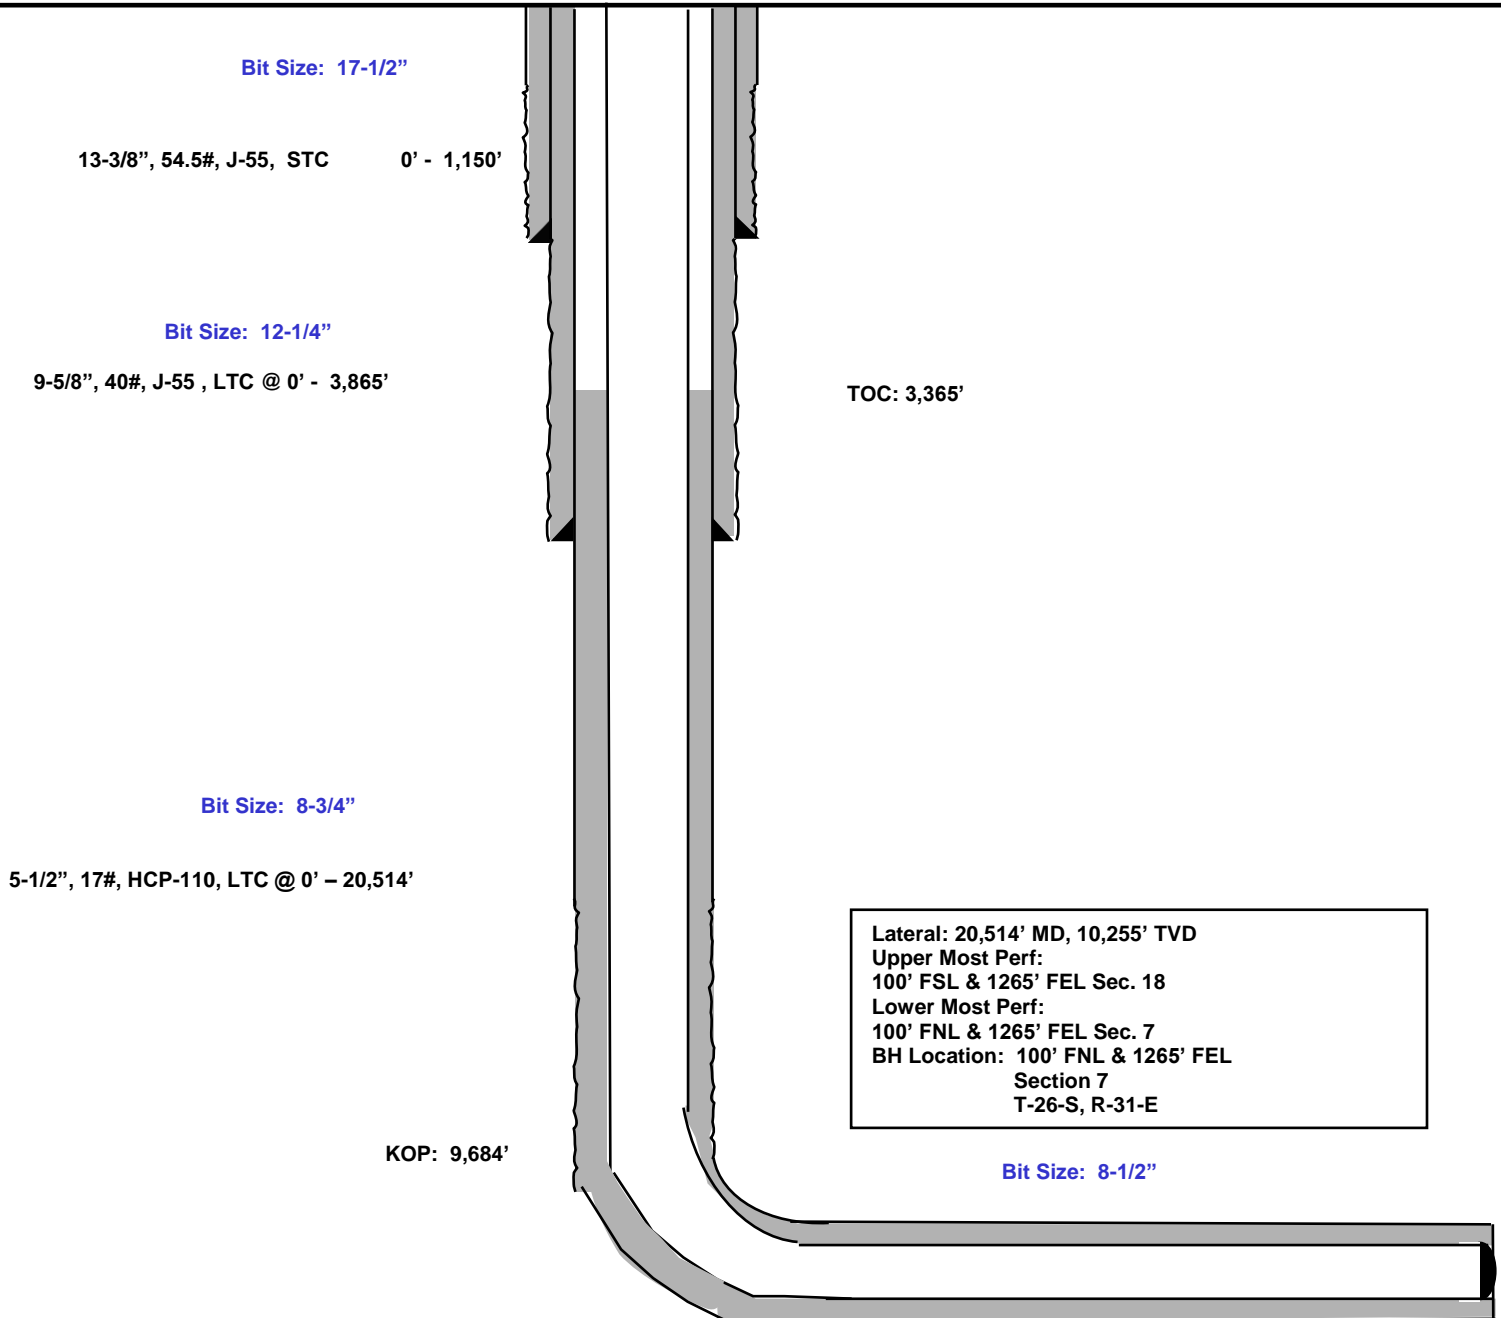 Bit Size: 17-1/2”
13-3/8”, 54.5#, J-55, STC 0’ - 1,150’
Bit Size: 12-1/4”
9-5/8”, 40#, J-55 , LTC @ 0’ - 3,865’
TOC: 3,365’
Bit Size: 8-3/4”
5-1/2”, 17#, HCP-110, LTC @ 0’ – 20,514’
Lateral: 20,514’ MD, 10,255’ TVD
Upper Most Perf:
100’ FSL & 1265’ FEL Sec. 18
Lower Most Perf:
100’ FNL & 1265’ FEL Sec. 7
BH Location: 100’ FNL & 1265’ FEL
Section 7
T-26-S, R-31-E
KOP: 9,684’
Bit Size: 8-1/2”